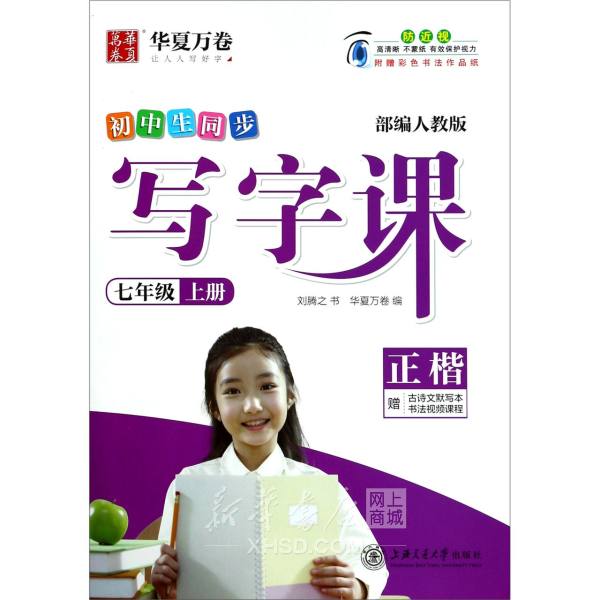 萬卷 華夏
华夏万卷
让人人写好字
防近视
高清晰 不蒙纸 有效保护视力
附赠彩色书法作品纸
初中生同步
部编人教版
写字课
七年级 上册
刘腾之 书 华夏万卷 编
正楷
赠
古诗文默写本
书法视频课程
新华书店
网上商城
XHSD.COM
上海交通大学出版社